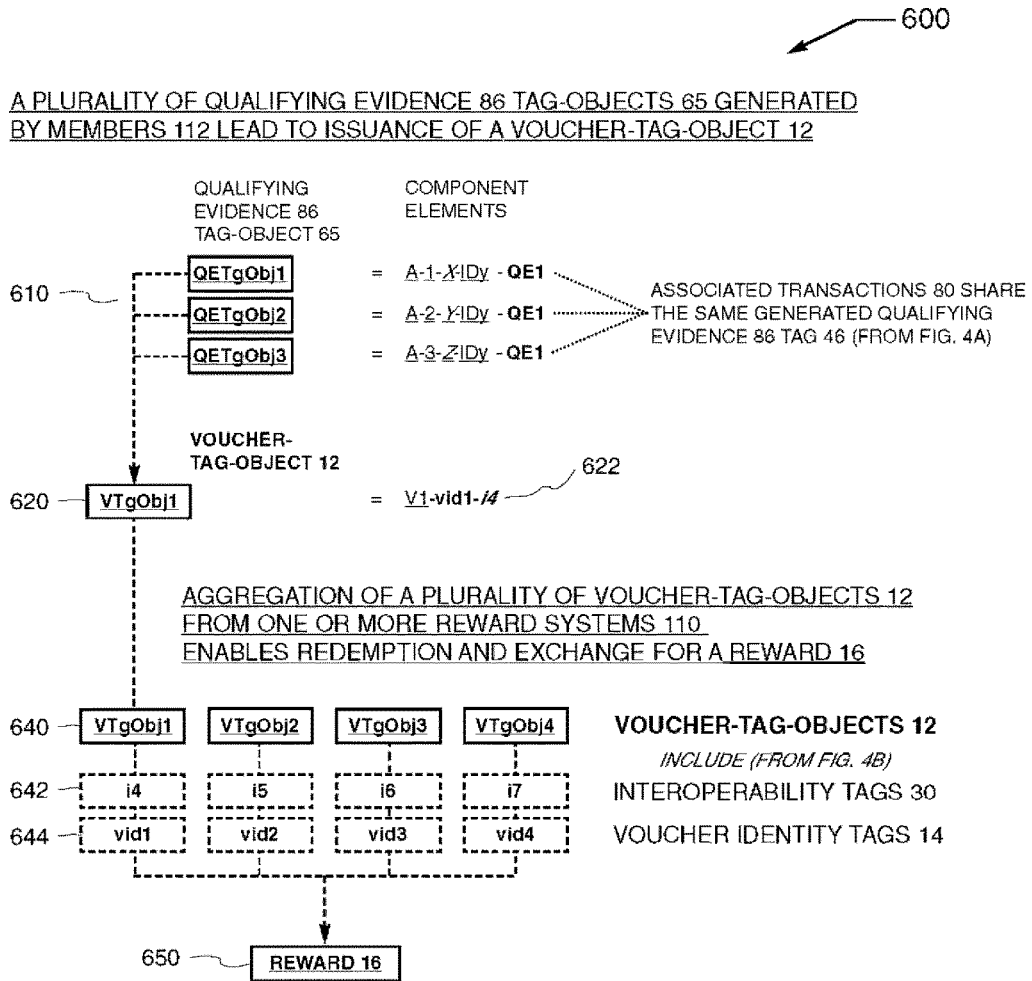 600
A PLURALITY OF QUALIFYING EVIDENCE 86 TAG-OBJECTS 65 GENERATED
BY MEMBERS 112 LEAD TO ISSUANCE OF A VOUCHER-TAG-OBJECT 12
QUALIFYING
EVIDENCE 86
TAG-OBJECT 65
COMPONENT
ELEMENTS
610
QETgObj1 = A-1-X-IDy - QE1
QETgObj2 = A-2-Y-IDy - QE1
QETgObj3 = A-3-Z-IDy - QE1
ASSOCIATED TRANSACTIONS 80 SHARE
THE SAME GENERATED QUALIFYING
EVIDENCE 86 TAG 46 (FROM FIG. 4A)
VOUCHER-
TAG-OBJECT 12
620 VTgObj1 = V1-vid1-i4 622
AGGREGATION OF A PLURALITY OF VOUCHER-TAG-OBJECTS 12
FROM ONE OR MORE REWARD SYSTEMS 110
ENABLES REDEMPTION AND EXCHANGE FOR A REWARD 16
640 VTgObj1 VTgObj2 VTgObj3 VTgObj4 VOUCHER-TAG-OBJECTS 12
INCLUDE (FROM FIG. 4B)
642 i4 i5 i6 i7 INTEROPERABILITY TAGS 30
644 vid1 vid2 vid3 vid4 VOUCHER IDENTITY TAGS 14
650 REWARD 16